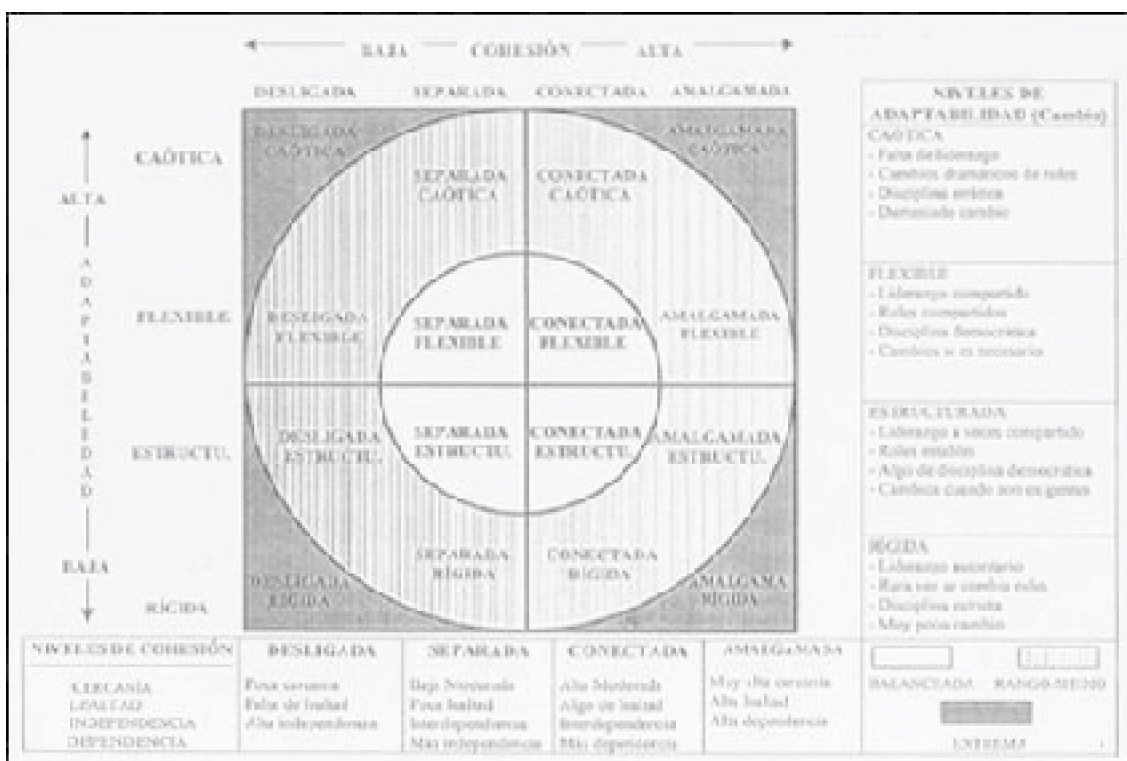 BAJA COHESIÓN ALTA
DESLIGADA SEPARADA CONECTADA AMALGAMADA
CAÓTICA
ALTA
ADAPTABILIDAD
FLEXIBLE
ESTRUCTU.
BAJA
RÍGIDA
DESLIGADA
CAÓTICA
SEPARADA
CAÓTICA
CONECTADA
CAÓTICA
AMALGAMADA
CAÓTICA
DESLIGADA
FLEXIBLE
SEPARADA
FLEXIBLE
CONECTADA
FLEXIBLE
AMALGAMADA
FLEXIBLE
DESLIGADA
ESTRUCTU.
SEPARADA
ESTRUCTU.
CONECTADA
ESTRUCTU.
AMALGAMADA
ESTRUCTU.
DESLIGADA
RÍGIDA
SEPARADA
RÍGIDA
CONECTADA
RÍGIDA
AMALGAMA
RÍGIDA
NIVELES DE
ADAPTABILIDAD (Cambio)
CAÓTICA
- Falta de liderazgo
- Cambios dramáticos de roles
- Disciplina errática
- Demasiado cambio
FLEXIBLE
- Liderazgo compartido
- Roles compartidos
- Disciplina democrática
- Cambios si es necesario
ESTRUCTURADA
- Liderazgo a veces compartido
- Roles
- Algo de disciplina democrática
- Cambios cuando son
RÍGIDA
- Liderazgo autoritario
- Rara vez se cambia roles
- Disciplina estricta
- Muy poco cambio
NIVELES DE COHESIÓN
CERCANÍA
LEALTAD
INDEPENDENCIA
DEPENDENCIA
DESLIGADA
Poca cercanía
Falta de lealtad
Alta independencia
SEPARADA
Baja Moderada
Poca lealtad
Interdependencia
Más independencia
CONECTADA
Alta Moderada
Algo de lealtad
Interdependencia
Más dependencia
AMALGAMADA
Muy alta cercanía
Alta lealtad
Alta dependencia
BALANCEADA RANGO-MEDIO
EXTREMA